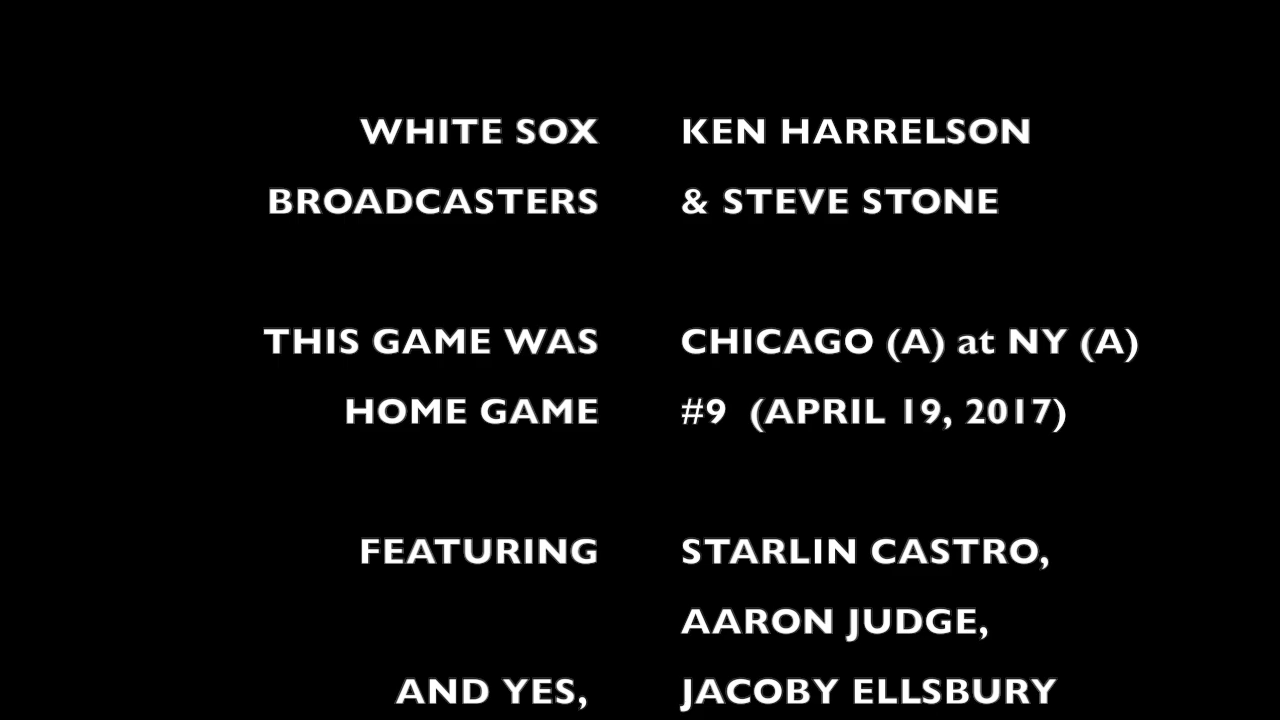 WHITE SOX KEN HARRELSON
BROADCASTERS & STEVE STONE
THIS GAME WAS CHICAGO (A) at NY (A)
HOME GAME #9 (APRIL 19, 2017)
FEATURING STARLIN CASTRO,
AARON JUDGE,
AND YES, JACOBY ELLSBURY